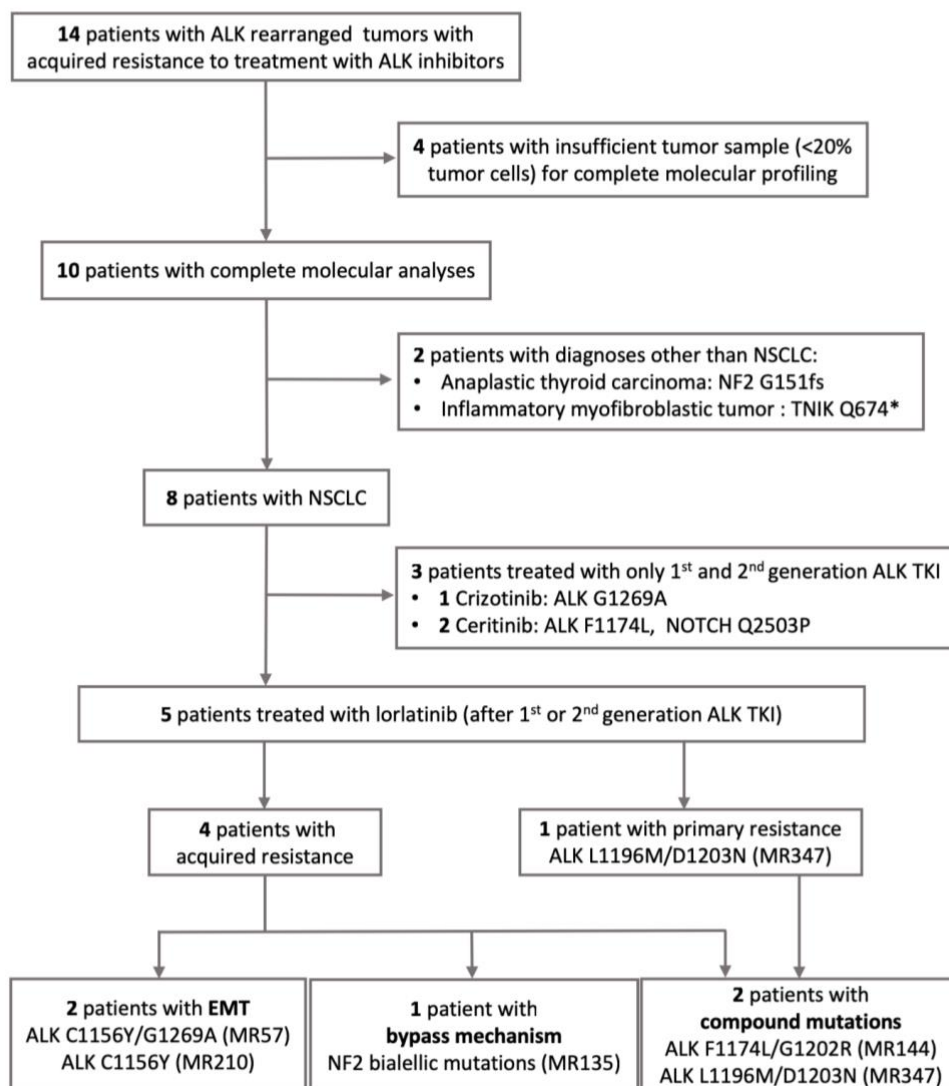 14 patients with ALK rearranged tumors with
acquired resistance to treatment with ALK inhibitors
4 patients with insufficient tumor sample (<20%
tumor cells) for complete molecular profiling
10 patients with complete molecular analyses
2 patients with diagnoses other than NSCLC:
• Anaplastic thyroid carcinoma: NF2 G151fs
• Inflammatory myofibroblastic tumor : TNIK Q674*
8 patients with NSCLC
3 patients treated with only 1st and 2nd generation ALK TKI
• 1 Crizotinib: ALK G1269A
• 2 Ceritinib: ALK F1174L, NOTCH Q2503P
5 patients treated with lorlatinib (after 1st or 2nd generation ALK TKI)
4 patients with
acquired resistance
1 patient with primary resistance
ALK L1196M/D1203N (MR347)
2 patients with EMT
ALK C1156Y/G1269A (MR57)
ALK C1156Y (MR210)
1 patient with
bypass mechanism
NF2 bialellic mutations (MR135)
2 patients with
compound mutations
ALK F1174L/G1202R (MR144)
ALK L1196M/D1203N (MR347)